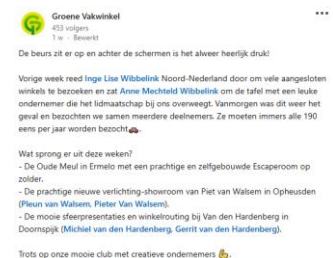 Groene Vakwinkel
453 volgers
1 w · Bewerkt
De beurs zit er op en achter de schermen is het alweer heerlijk druk!
Vorige week reed Inge Lise Wibbelink Noord-Nederland door om vele aangesloten
winkels te bezoeken en zat Anne Mechteld Wibbelink om de tafel met een leuke
ondernemer die het lidmaatschap bij ons overweegt. Vanmorgen was dit weer het
geval en bezochten we samen meerdere deelnemers. Ze moeten immers alle 190
eens per jaar worden bezocht🚗.
Wat sprong er uit deze weken?
- De Oude Meul in Ermelo met een prachtige en zelfgebouwde Escaperoom op
zolder.
- De prachtige nieuwe verlichting-showroom van Piet van Walsem in Opheusden
(Pleun van Walsem, Pieter Van Walsem).
- De mooie sfeerpresentaties en winkelrouting bij Van den Hardenberg in
Doornspijk (Michiel van den Hardenberg, Gerrit van den Hardenberg).
Trots op onze mooie club met creatieve ondernemers 💪.